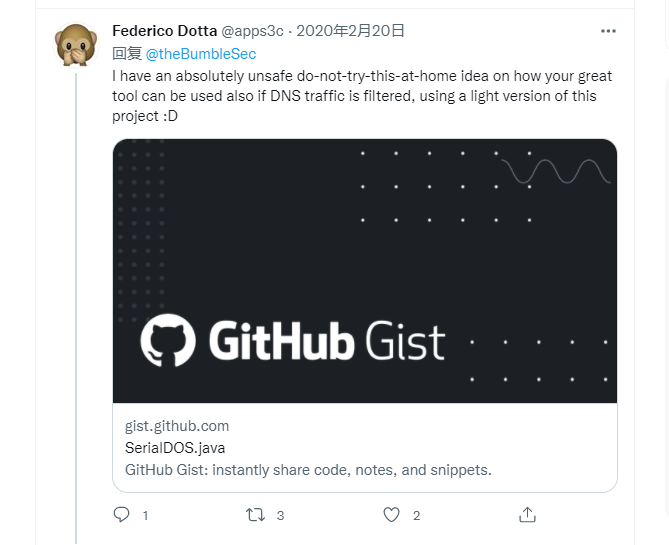 Federico Dotta @apps3c · 2020年2月20日
回复 @theBumbleSec
I have an absolutely unsafe do-not-try-this-at-home idea on how your great
tool can be used also if DNS traffic is filtered, using a light version of this
project :D
GitHub Gist
gist.github.com
SerialDOS.java
GitHub Gist: instantly share code, notes, and snippets.
1 3 2